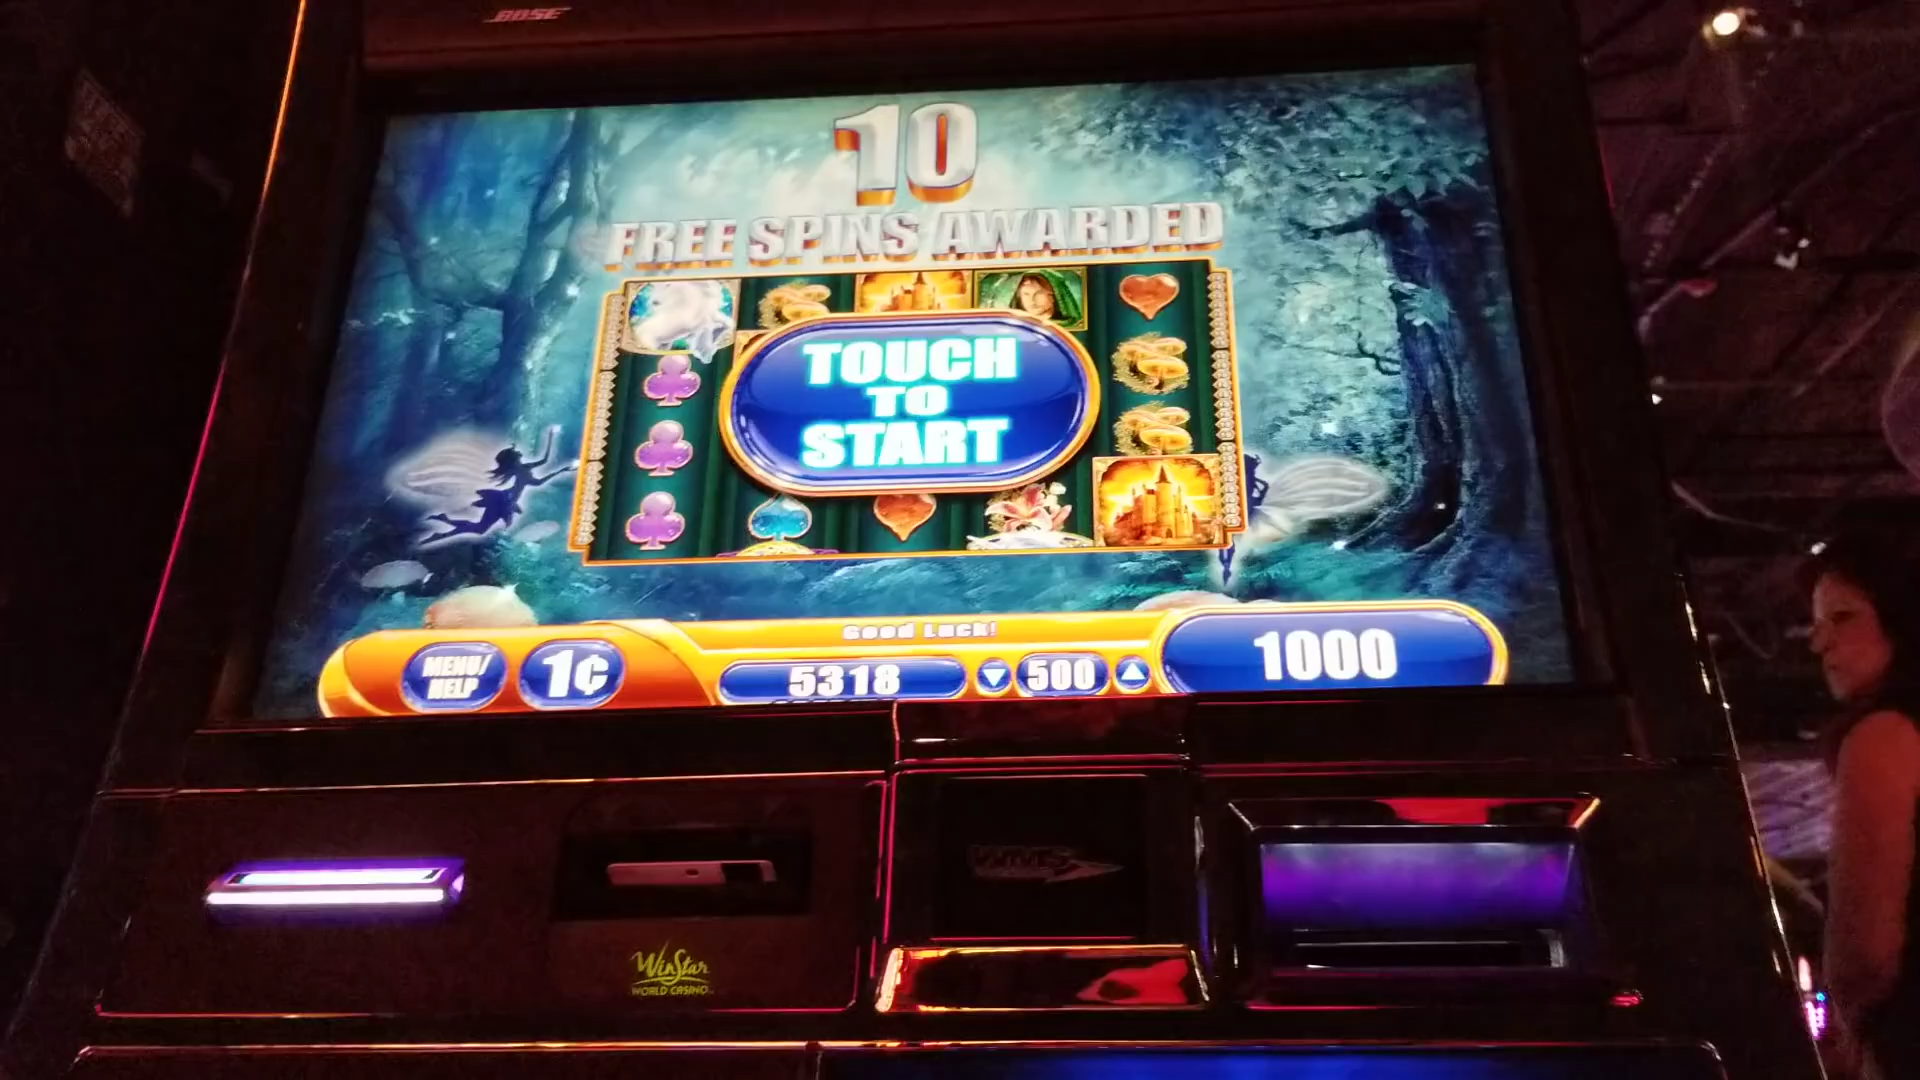 BOSE
10
FREE SPINS AWARDED
TOUCH
TO
START
Good Luck!
MENU/
HELP
1¢
5318
500
1000
WMS
WinStar
WORLD CASINO